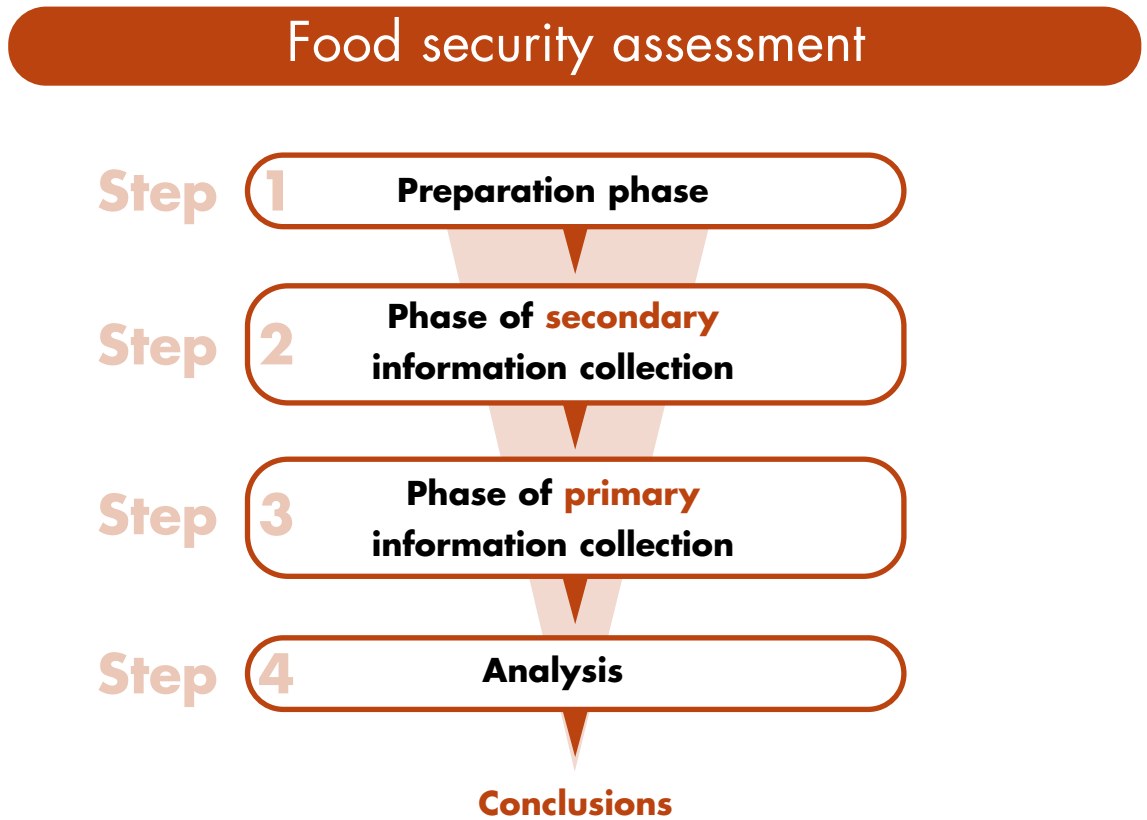 Food security assessment
Step 1 Preparation phase
Step 2 Phase of secondary
information collection
Step 3 Phase of primary
information collection
Step 4 Analysis
Conclusions